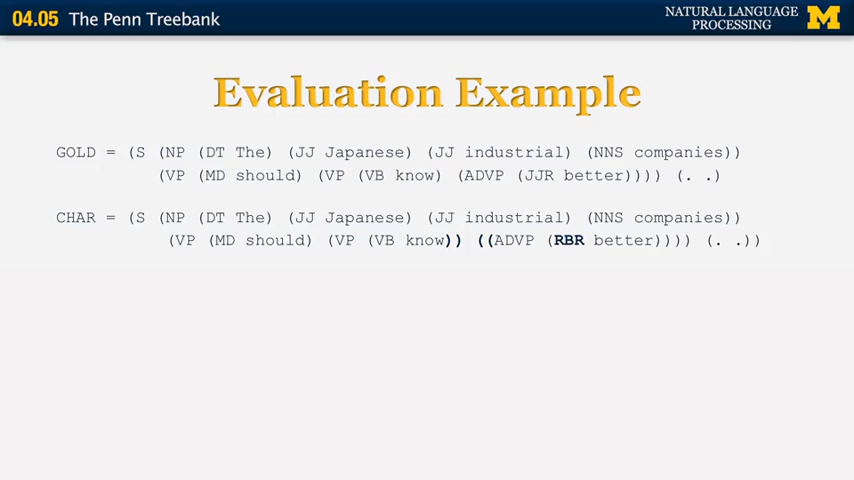 04.05 The Penn Treebank
NATURAL LANGUAGE
PROCESSING
M
Evaluation Example
GOLD = (S (NP (DT The) (JJ Japanese) (JJ industrial) (NNS companies))
(VP (MD should) (VP (VB know) (ADVP (JJR better)))) (. .)
CHAR = (S (NP (DT The) (JJ Japanese) (JJ industrial) (NNS companies))
(VP (MD should) (VP (VB know)) ((ADVP (RBR better)))) (. .))